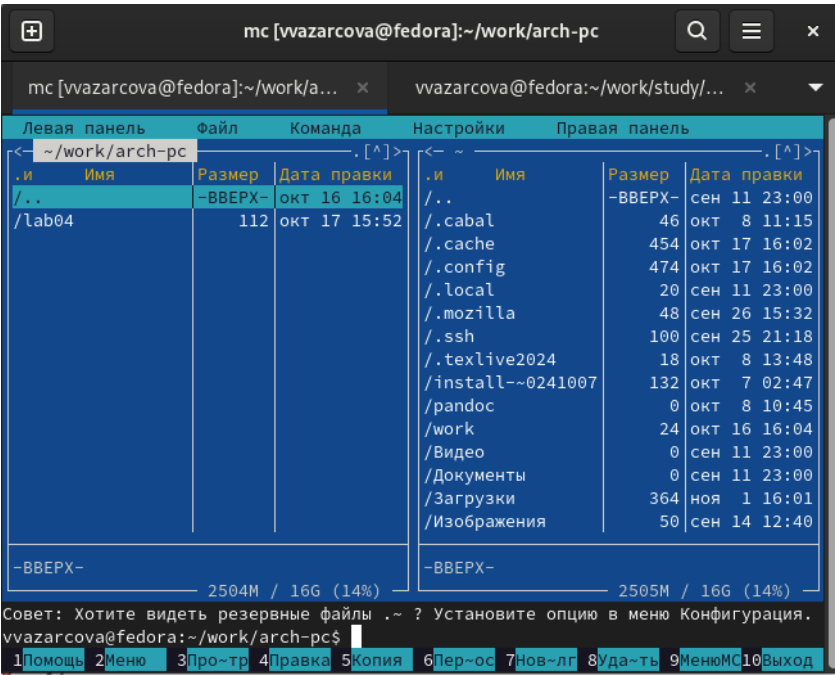 mc [vvazarcova@fedora]:~/work/arch-pc
mc [vvazarcova@fedora]:~/work/a... × vvazarcova@fedora:~/work/study/... ×
Левая панель Файл Команда Настройки Правая панель
<— ~/work/arch-pc .[^]> <— ~ .[^]>
.и Имя Размер Дата правки .и Имя Размер Дата правки
/.. -ВВЕРХ- окт 16 16:04 /.. -ВВЕРХ- сен 11 23:00
/lab04 112 окт 17 15:52 /.cabal 46 окт 8 11:15
/.cache 454 окт 17 16:02
/.config 474 окт 17 16:02
/.local 20 сен 11 23:00
/.mozilla 48 сен 26 15:32
/.ssh 100 сен 25 21:18
/.texlive2024 18 окт 8 13:48
/install-~0241007 132 окт 7 02:47
/pandoc 0 окт 8 10:45
/work 24 окт 16 16:04
/Видео 0 сен 11 23:00
/Документы 0 сен 11 23:00
/Загрузки 364 ноя 1 16:01
/Изображения 50 сен 14 12:40
-ВВЕРХ- -ВВЕРХ-
2504M / 16G (14%) 2505M / 16G (14%)
Совет: Хотите видеть резервные файлы .~ ? Установите опцию в меню Конфигурация.
vvazarcova@fedora:~/work/arch-pc$
1Помощь 2Меню 3Про~тр 4Правка 5Копия 6Пер~ос 7Нов~лг 8Уда~ть 9МенюМС 10Выход